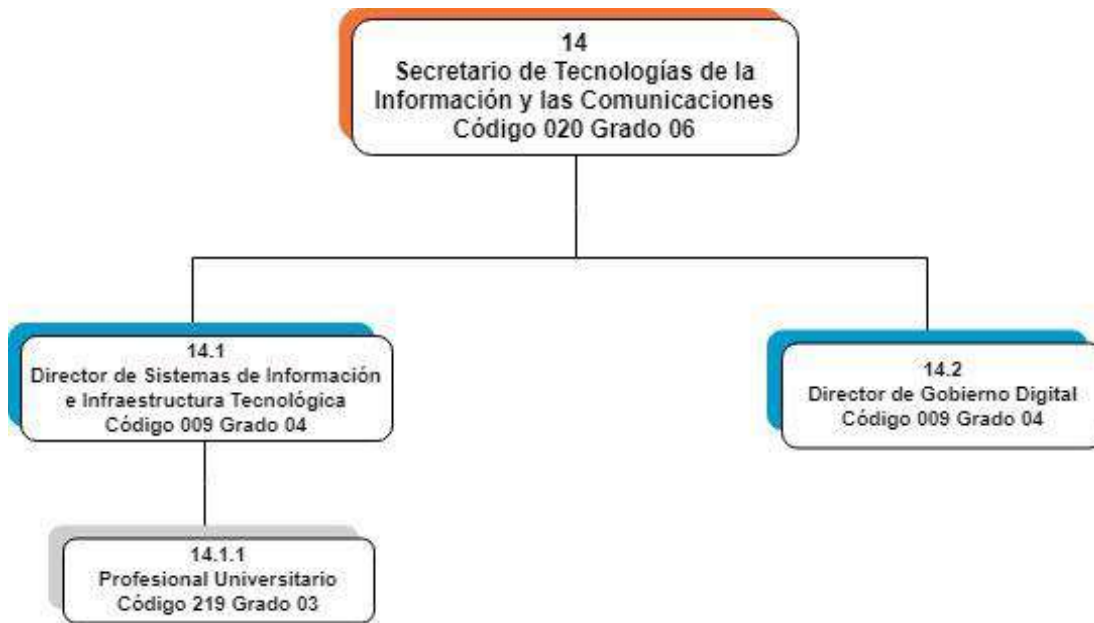 14
Secretario de Tecnologías de la
Información y las Comunicaciones
Código 020 Grado 06
14.1
Director de Sistemas de Información
e Infraestructura Tecnológica
Código 009 Grado 04
14.2
Director de Gobierno Digital
Código 009 Grado 04
14.1.1
Profesional Universitario
Código 219 Grado 03